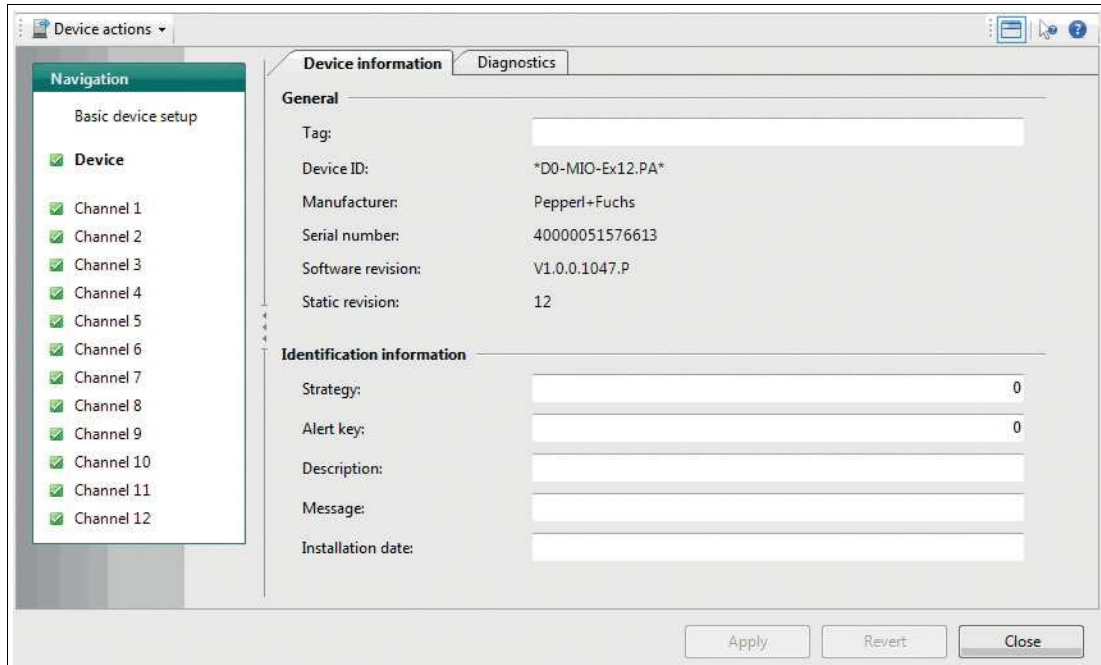 Device actions
Navigation
Basic device setup
Device
Channel 1
Channel 2
Channel 3
Channel 4
Channel 5
Channel 6
Channel 7
Channel 8
Channel 9
Channel 10
Channel 11
Channel 12
Device information Diagnostics
General
Tag:
Device ID: *D0-MIO-Ex12.PA*
Manufacturer: Pepperl+Fuchs
Serial number: 40000051576613
Software revision: V1.0.0.1047.P
Static revision: 12
Identification information
Strategy: 0
Alert key: 0
Description:
Message:
Installation date:
Apply Revert Close